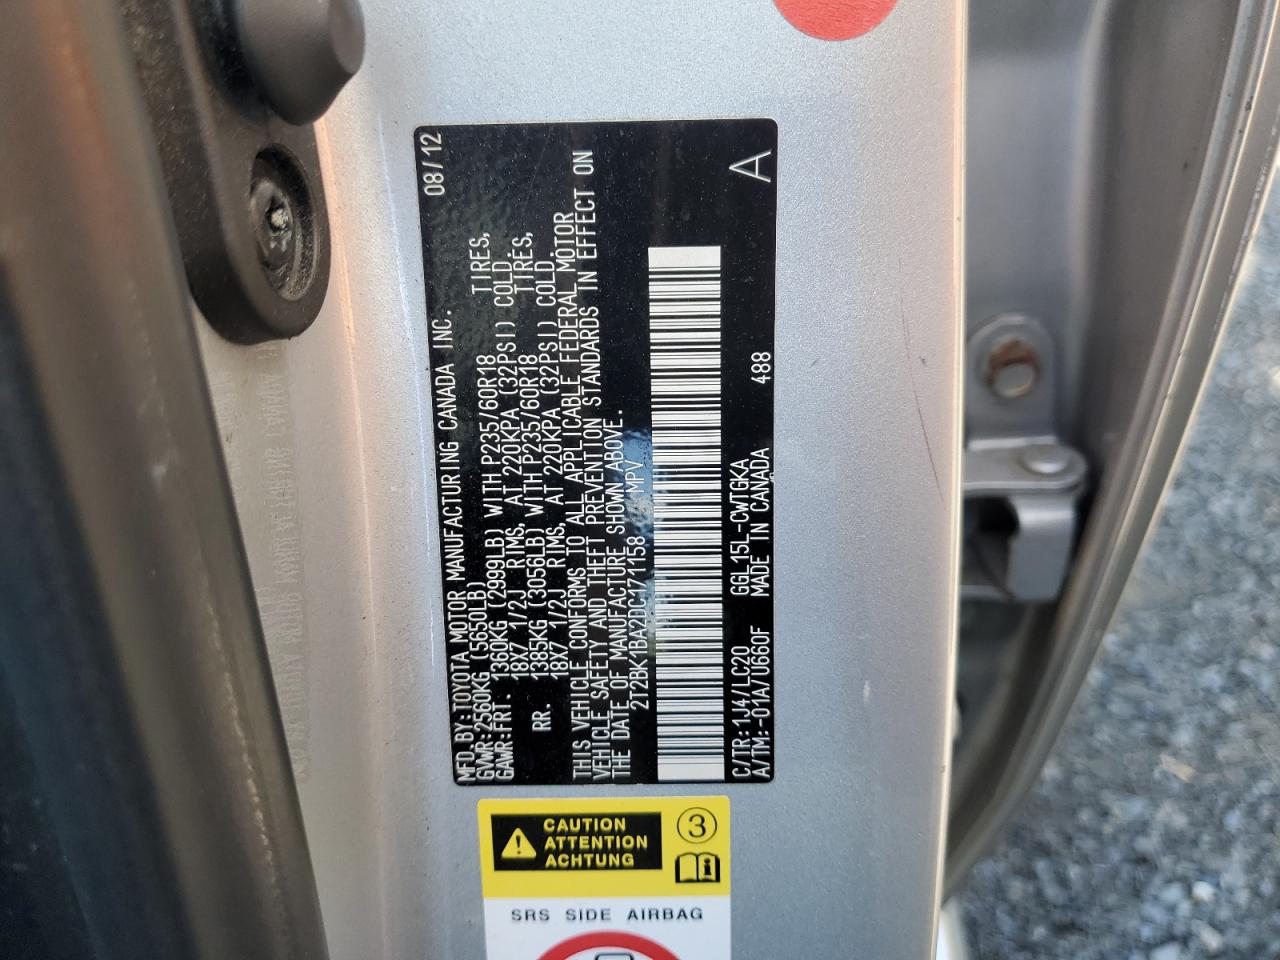 MFD.BY:TOYOTA MOTOR MANUFACTURING CANADA INC. 08/12
GVWR:2560KG (5650LB)
GAWR:FRT. 1360KG (2999LB) WITH P235/60R18 TIRES,
18X7 1/2J RIMS, AT 220KPA (32PSI) COLD.
RR. 1385KG (3056LB) WITH P235/60R18 TIRES,
18X7 1/2J RIMS, AT 220KPA (32PSI) COLD.
THIS VEHICLE CONFORMS TO ALL APPLICABLE FEDERAL MOTOR
VEHICLE SAFETY AND THEFT PREVENTION STANDARDS IN EFFECT ON
THE DATE OF MANUFACTURE SHOWN ABOVE.
2T2BK1BA2DC171158 MPV
C/TR:1J4/LC20 GGL15L-CWTGKA
A/TM:-01A/U660F MADE IN CANADA 488 A
CAUTION
ATTENTION
ACHTUNG
3
SRS SIDE AIRBAG